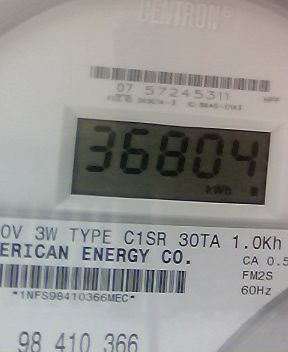 CENTRON®
07 57245311
36804
kWh
0V 3W TYPE C1SR 30TA 1.0Kh
ERICAN ENERGY CO.
CA 0.5
FM2S
60Hz
*1NFS98410366MEC*
98 410 366